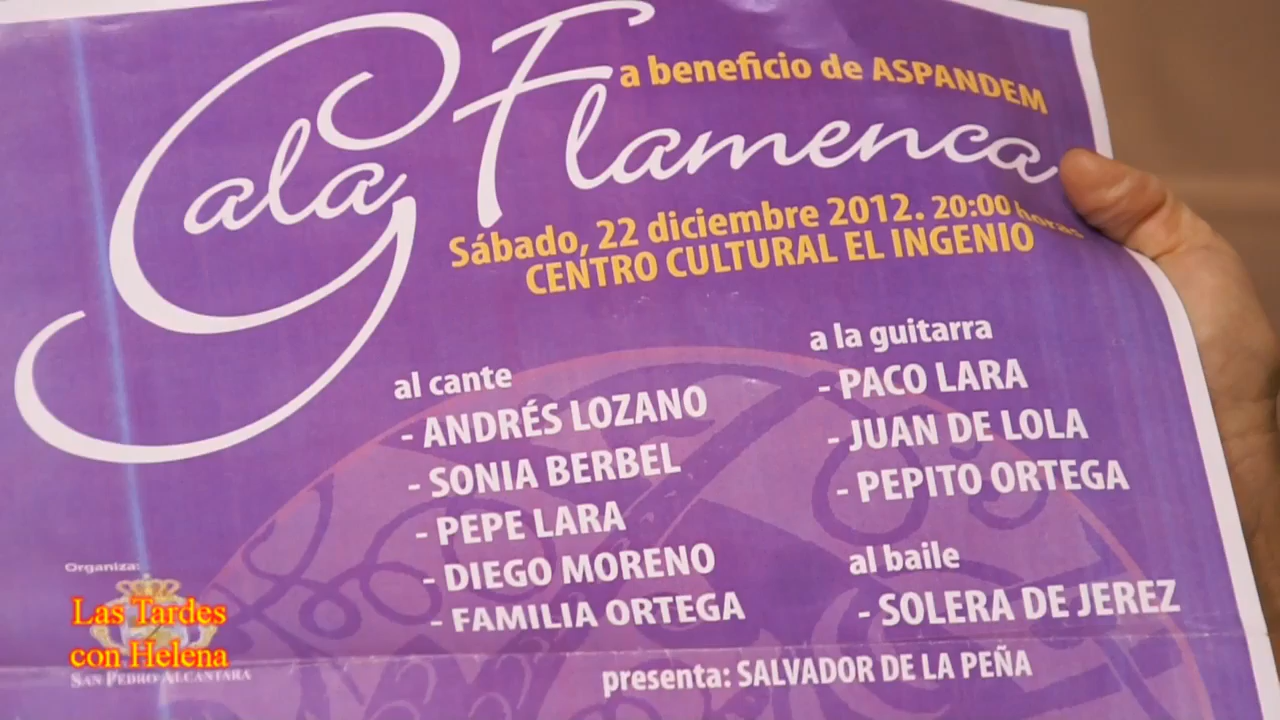 Gala Flamenca
a beneficio de ASPANDEM
Sábado, 22 diciembre 2012. 20:00 horas
CENTRO CULTURAL EL INGENIO
al cante
- ANDRÉS LOZANO
- SONIA BERBEL
- PEPE LARA
- DIEGO MORENO
- FAMILIA ORTEGA
a la guitarra
- PACO LARA
- JUAN DE LOLA
- PEPITO ORTEGA
al baile
- SOLERA DE JEREZ
presenta: SALVADOR DE LA PEÑA
Organiza:
SAN PEDRO ALCÁNTARA
Las Tardes
con Helena